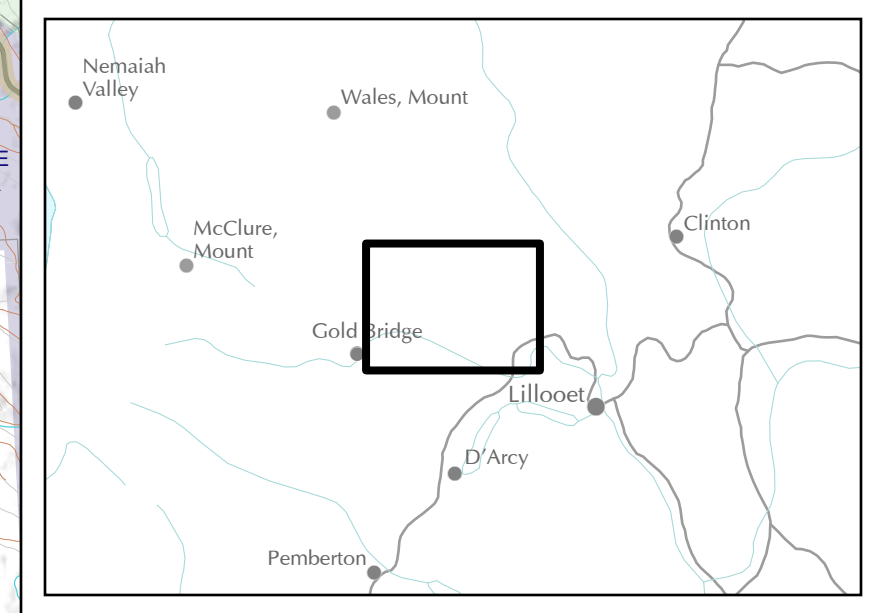 Nemaiah
Valley
Wales, Mount
E
McClure,
Mount
Clinton
Gold Bridge
Lillooet
D'Arcy
Pemberton